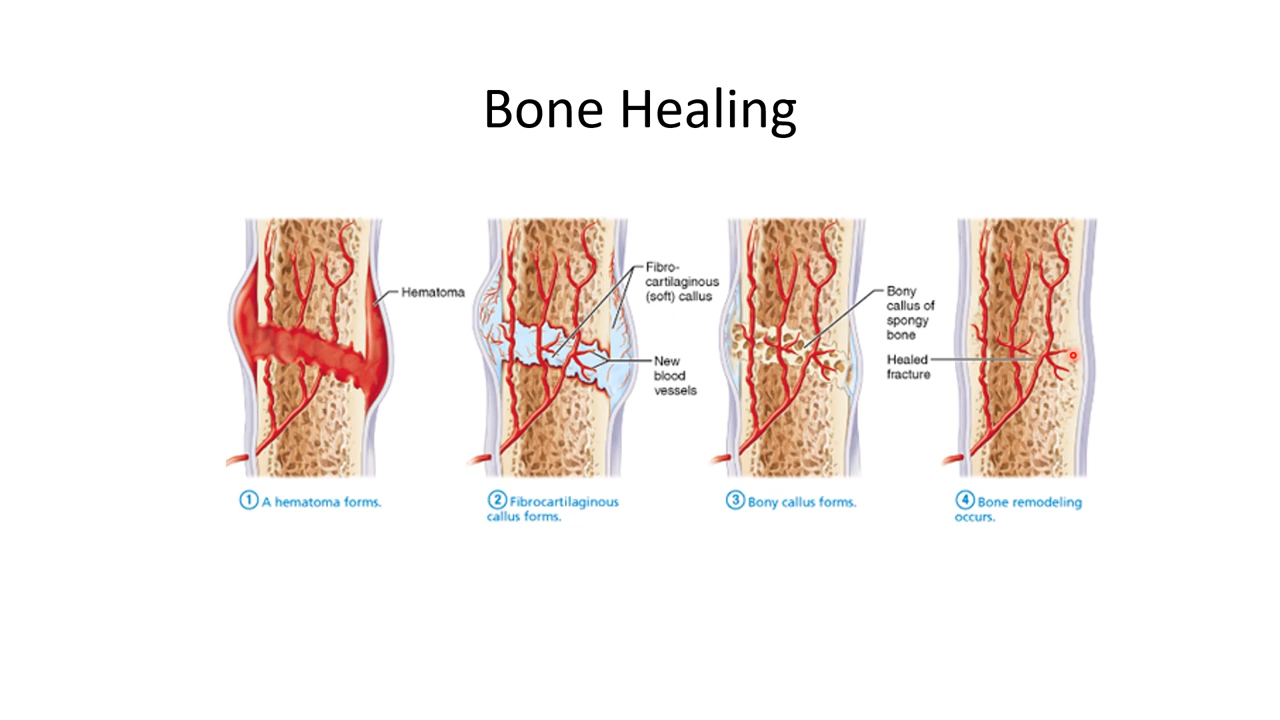 Bone Healing
Hematoma
Fibro-
cartilaginous
(soft) callus
New
blood
vessels
Bony
callus of
spongy
bone
Healed
fracture
1 A hematoma forms.
2 Fibrocartilaginous
callus forms.
3 Bony callus forms.
4 Bone remodeling
occurs.